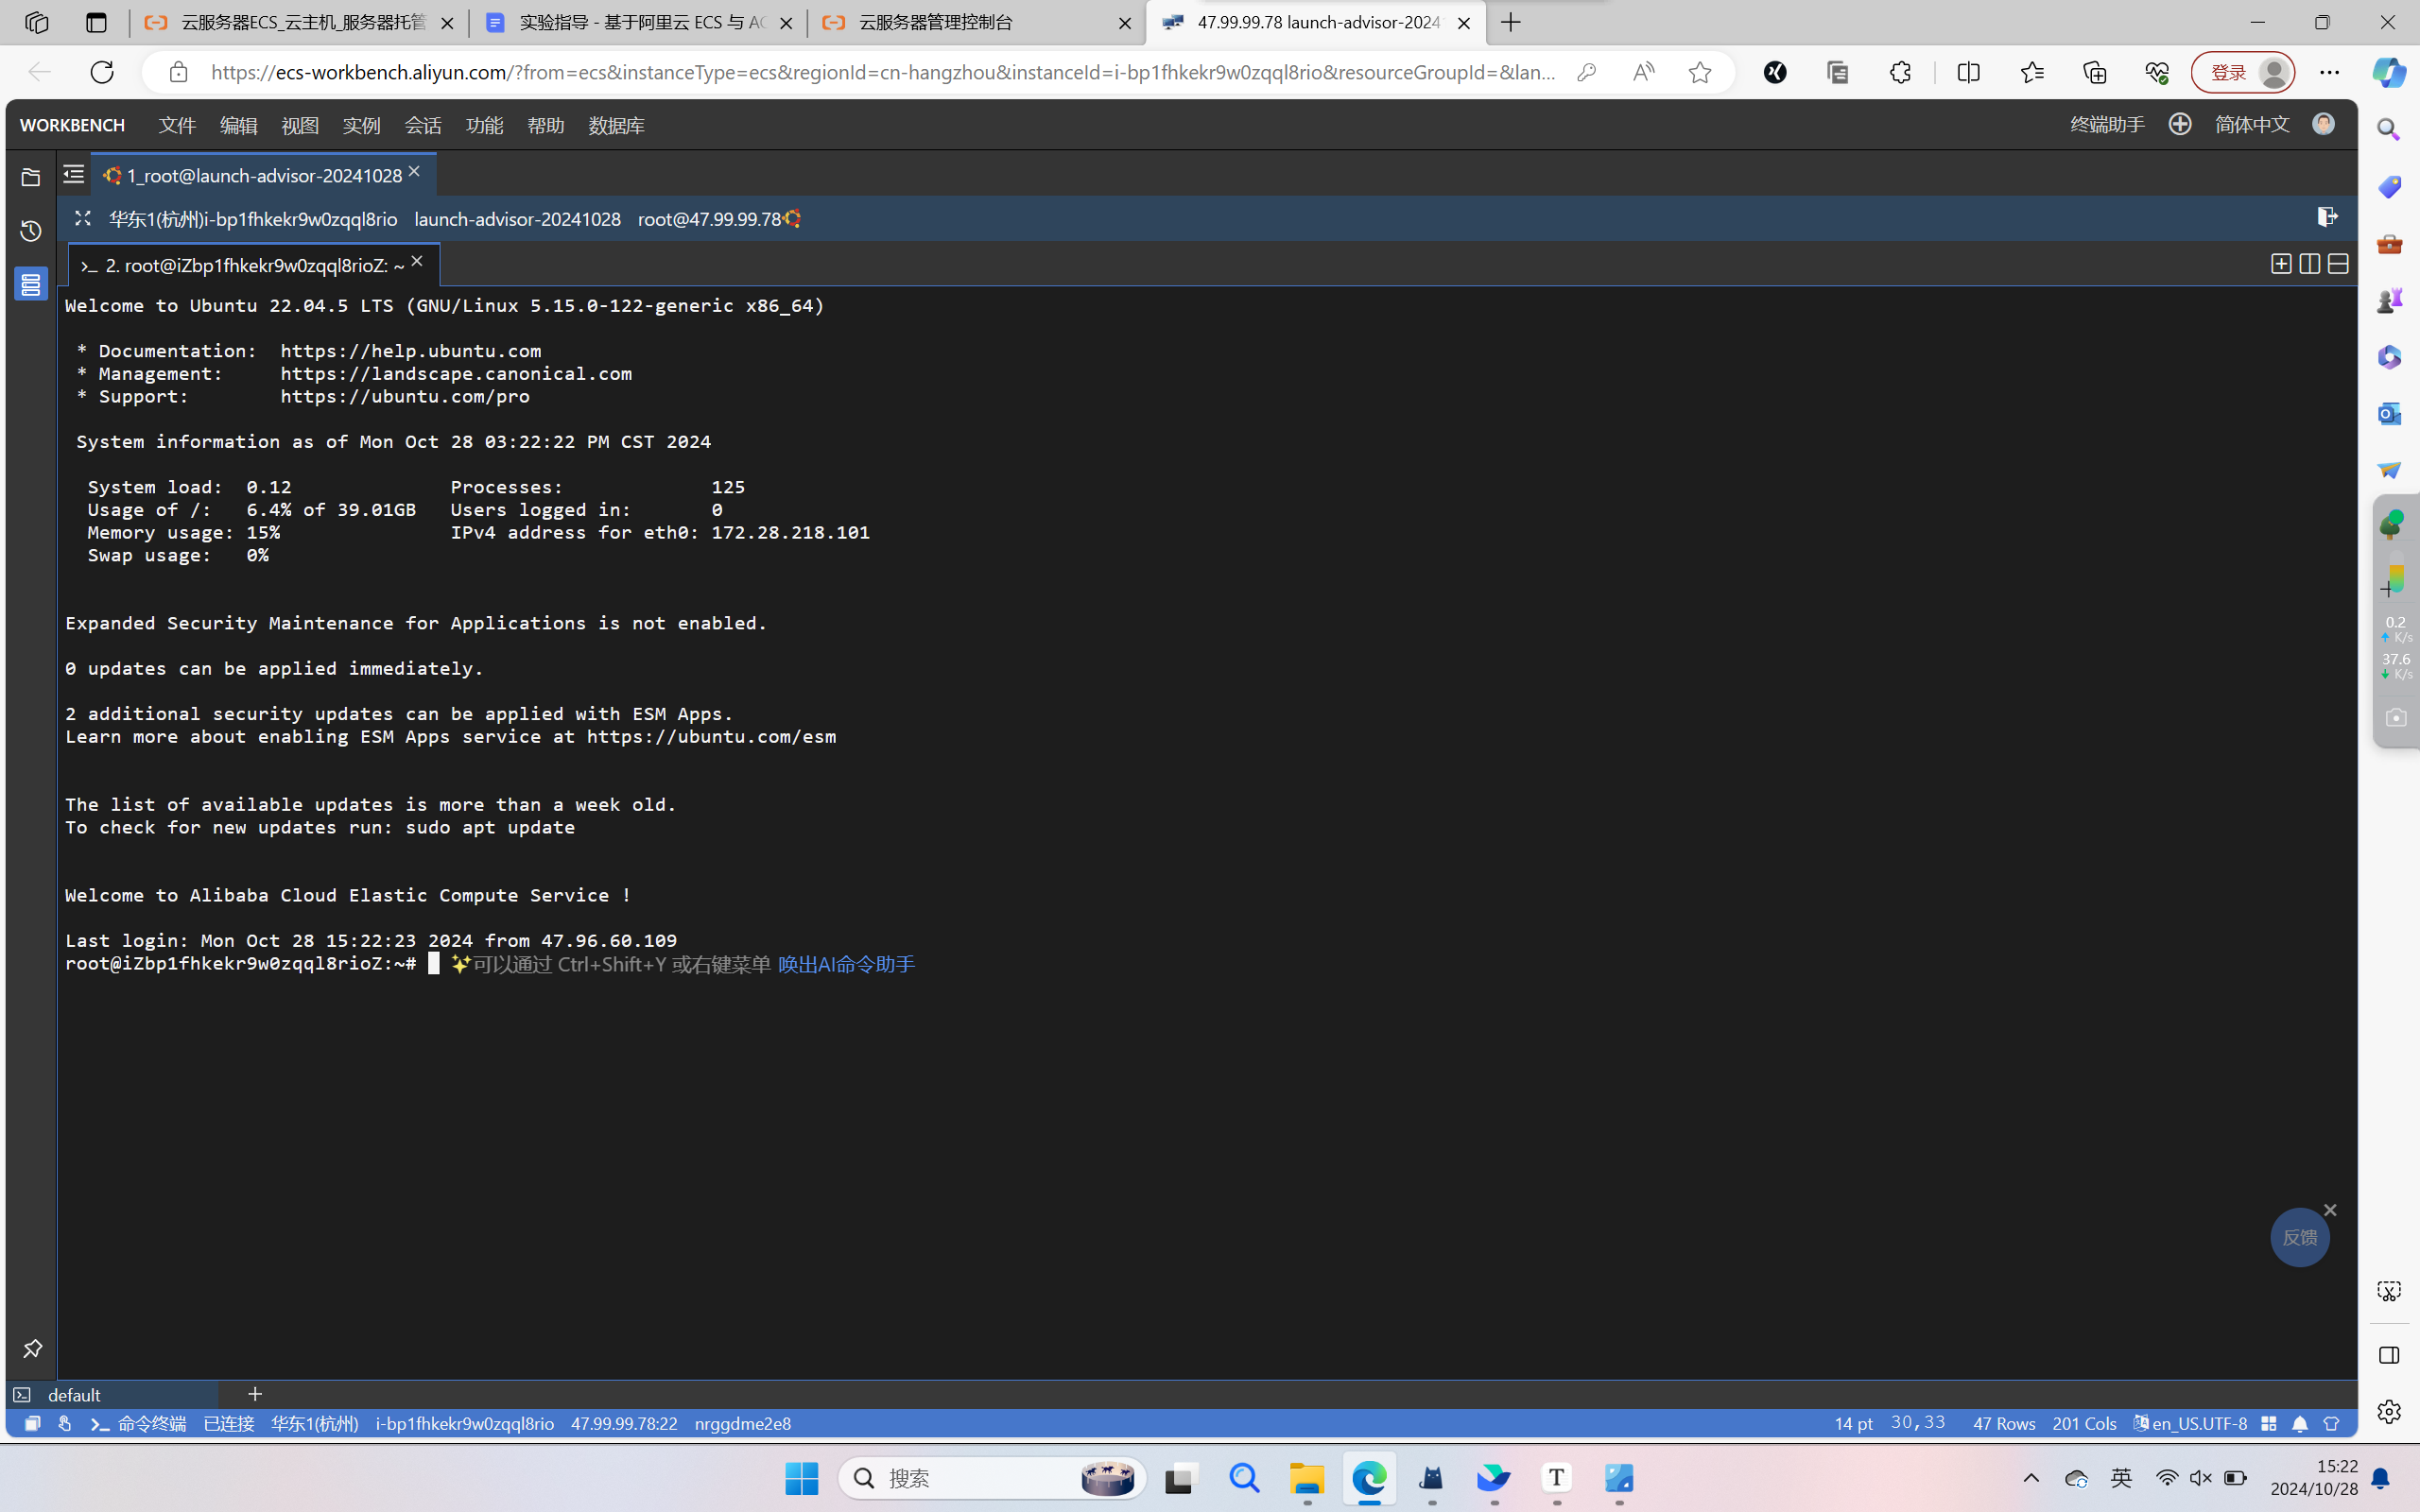 云服务器ECS_云主机_服务器托管
实验指导 - 基于阿里云 ECS 与 AC
云服务器管理控制台
47.99.99.78 launch-advisor-2024
https://ecs-workbench.aliyun.com/?from=ecs&instanceType=ecs&regionId=cn-hangzhou&instanceId=i-bp1fhkekr9w0zqql8rio&resourceGroupId=&lan...
登录
WORKBENCH 文件 编辑 视图 实例 会话 功能 帮助 数据库
终端助手 简体中文
1_root@launch-advisor-20241028
华东1(杭州)i-bp1fhkekr9w0zqql8rio launch-advisor-20241028 root@47.99.99.78
2. root@iZbp1fhkekr9w0zqql8rioZ: ~
Welcome to Ubuntu 22.04.5 LTS (GNU/Linux 5.15.0-122-generic x86_64)
* Documentation: https://help.ubuntu.com
* Management: https://landscape.canonical.com
* Support: https://ubuntu.com/pro
System information as of Mon Oct 28 03:22:22 PM CST 2024
System load: 0.12 Processes: 125
Usage of /: 6.4% of 39.01GB Users logged in: 0
Memory usage: 15% IPv4 address for eth0: 172.28.218.101
Swap usage: 0%
Expanded Security Maintenance for Applications is not enabled.
0 updates can be applied immediately.
2 additional security updates can be applied with ESM Apps.
Learn more about enabling ESM Apps service at https://ubuntu.com/esm
The list of available updates is more than a week old.
To check for new updates run: sudo apt update
Welcome to Alibaba Cloud Elastic Compute Service !
Last login: Mon Oct 28 15:22:23 2024 from 47.96.60.109
root@iZbp1fhkekr9w0zqql8rioZ:~# ✨可以通过 Ctrl+Shift+Y 或右键菜单 唤出AI命令助手
0.2
K/s
37.6
K/s
反馈
default
命令终端 已连接 华东1(杭州) i-bp1fhkekr9w0zqql8rio 47.99.99.78:22 nrggdme2e8
14 pt 30,33 47 Rows 201 Cols en_US.UTF-8
搜索
英
15:22
2024/10/28